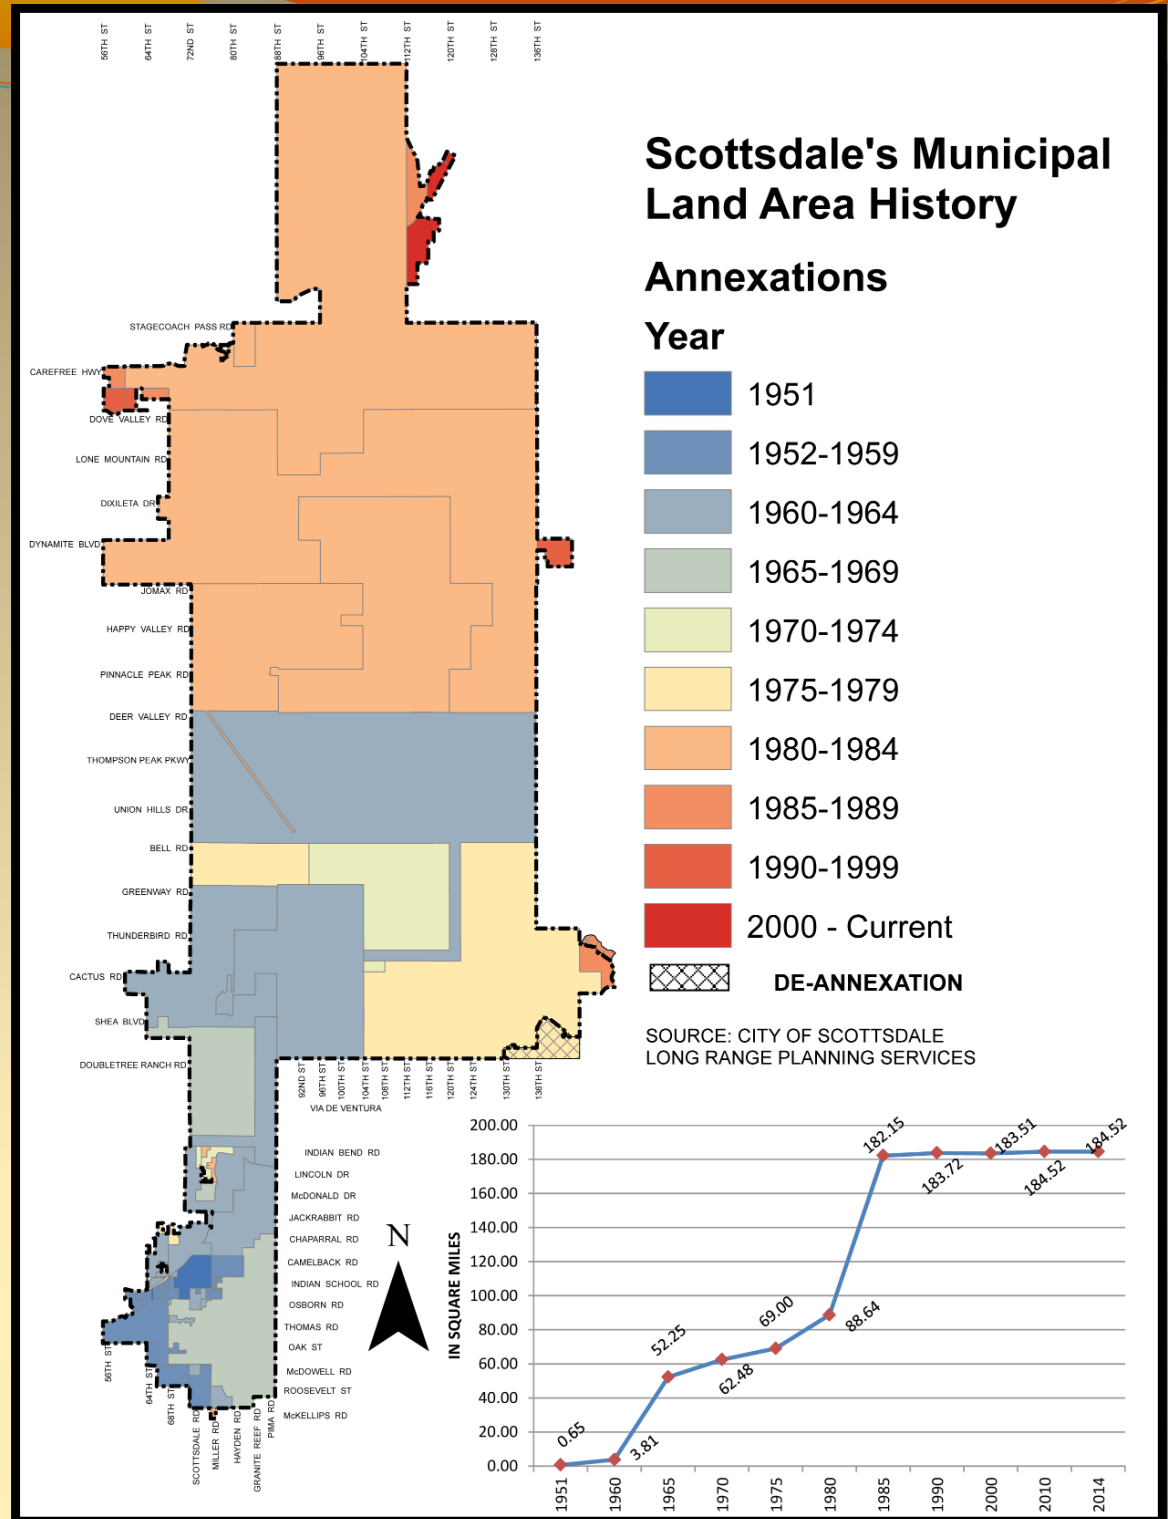 56TH ST
64TH ST
72ND ST
80TH ST
88TH ST
96TH ST
104TH ST
112TH ST
120TH ST
128TH ST
136TH ST
Scottsdale's Municipal
Land Area History
Annexations
Year
1951
1952-1959
1960-1964
1965-1969
1970-1974
1975-1979
1980-1984
1985-1989
1990-1999
2000 - Current
DE-ANNEXATION
SOURCE: CITY OF SCOTTSDALE
LONG RANGE PLANNING SERVICES
STAGECOACH PASS RD
CAREFREE HWY
DOVE VALLEY RD
LONE MOUNTAIN RD
DIXILETA DR
DYNAMITE BLVD
JOMAX RD
HAPPY VALLEY RD
PINNACLE PEAK RD
DEER VALLEY RD
THOMPSON PEAK PKWY
UNION HILLS DR
BELL RD
GREENWAY RD
THUNDERBIRD RD
CACTUS RD
SHEA BLVD
DOUBLETREE RANCH RD
92ND ST
96TH ST
100TH ST
104TH ST
108TH ST
112TH ST
116TH ST
120TH ST
124TH ST
130TH ST
136TH ST
VIA DE VENTURA
INDIAN BEND RD
LINCOLN DR
McDONALD DR
JACKRABBIT RD
CHAPARRAL RD
CAMELBACK RD
INDIAN SCHOOL RD
OSBORN RD
THOMAS RD
OAK ST
McDOWELL RD
ROOSEVELT ST
McKELLIPS RD
56TH ST
64TH ST
68TH ST
SCOTTSDALE RD
MILLER RD
HAYDEN RD
GRANITE REEF RD
PIMA RD
N
IN SQUARE MILES
200.00
180.00
160.00
140.00
120.00
100.00
80.00
60.00
40.00
20.00
0.00
0.65
3.81
52.25
62.48
69.00
88.64
182.15
183.72
183.51
184.52
184.52
1951
1960
1965
1970
1975
1980
1985
1990
2000
2010
2014